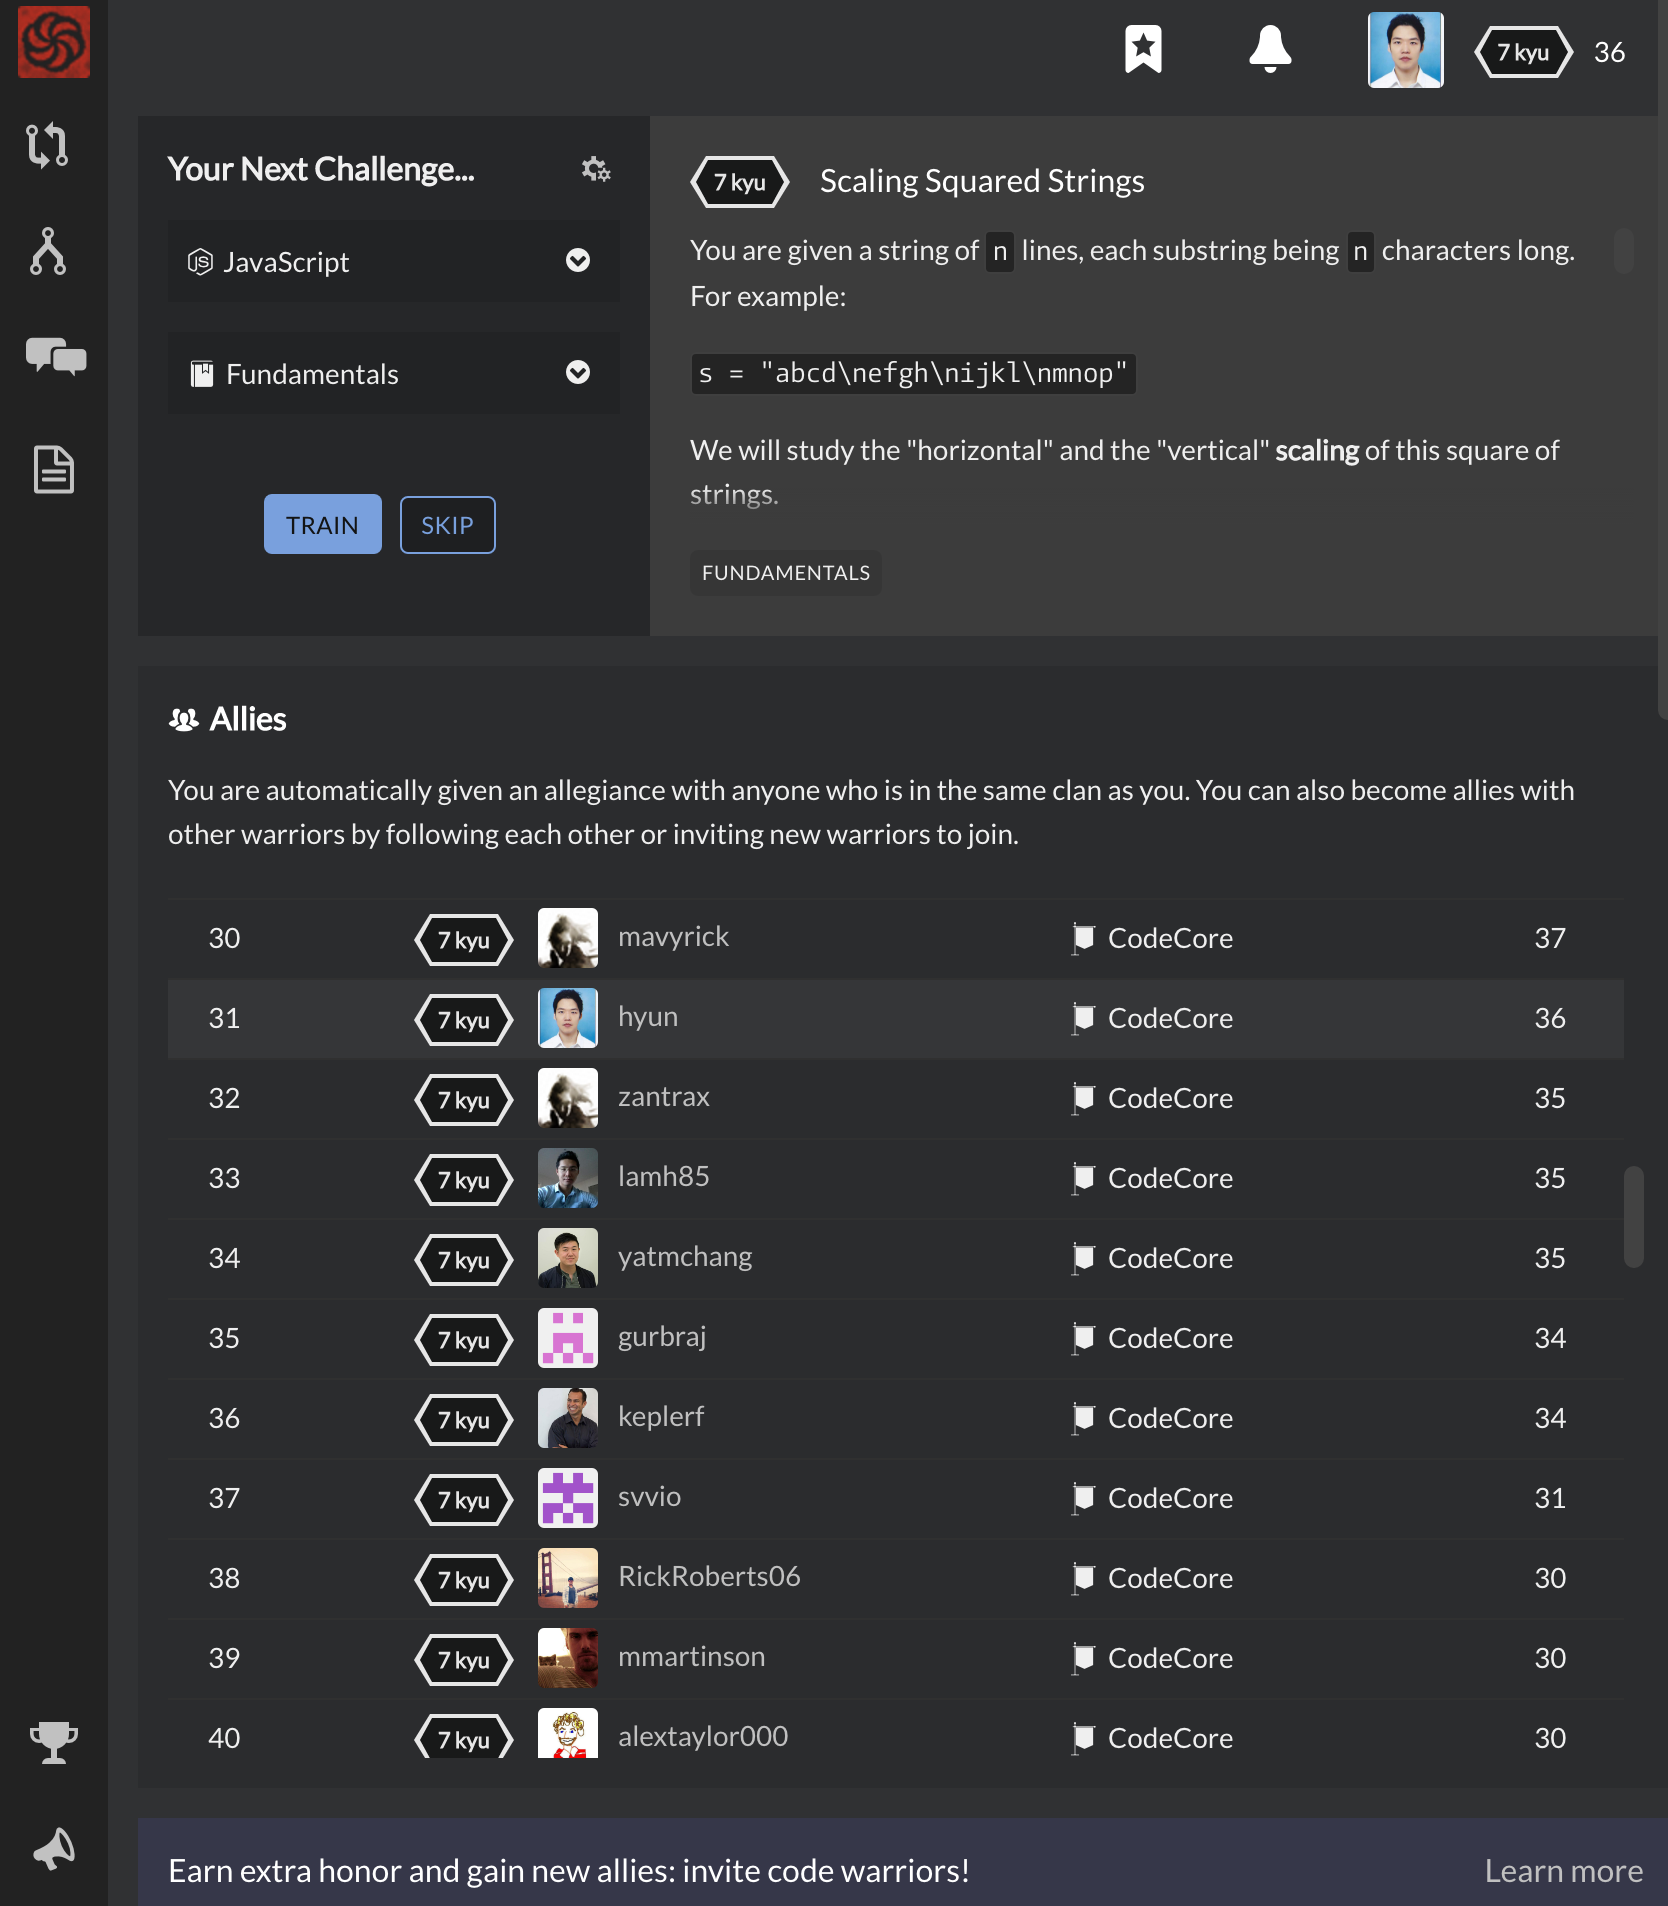 7 kyu 36
Your Next Challenge...
JavaScript
Fundamentals
TRAIN SKIP
7 kyu Scaling Squared Strings
You are given a string of n lines, each substring being n characters long.
For example:
s = "abcd\nefgh\nijkl\nmnop"
We will study the "horizontal" and the "vertical" scaling of this square of
strings.
FUNDAMENTALS
Allies
You are automatically given an allegiance with anyone who is in the same clan as you. You can also become allies with
other warriors by following each other or inviting new warriors to join.
30 7 kyu mavyrick CodeCore 37
31 7 kyu hyun CodeCore 36
32 7 kyu zantrax CodeCore 35
33 7 kyu lamh85 CodeCore 35
34 7 kyu yatmchang CodeCore 35
35 7 kyu gurbraj CodeCore 34
36 7 kyu keplerf CodeCore 34
37 7 kyu svvio CodeCore 31
38 7 kyu RickRoberts06 CodeCore 30
39 7 kyu mmartinson CodeCore 30
40 7 kyu alextaylor000 CodeCore 30
Earn extra honor and gain new allies: invite code warriors! Learn more